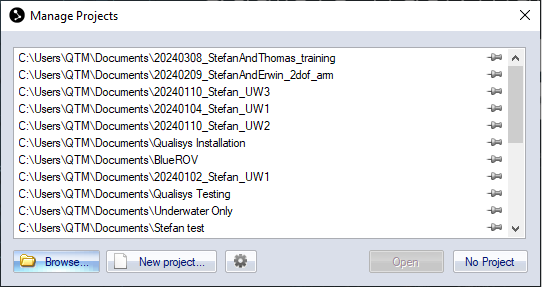 Manage Projects
C:\Users\QTM\Documents\20240308_StefanAndThomas_training
C:\Users\QTM\Documents\20240209_StefanAndErwin_2dof_arm
C:\Users\QTM\Documents\20240110_Stefan_UW3
C:\Users\QTM\Documents\20240104_Stefan_UW1
C:\Users\QTM\Documents\20240110_Stefan_UW2
C:\Users\QTM\Documents\Qualisys Installation
C:\Users\QTM\Documents\BlueROV
C:\Users\QTM\Documents\20240102_Stefan_UW1
C:\Users\QTM\Documents\Qualisys Testing
C:\Users\QTM\Documents\Underwater Only
C:\Users\QTM\Documents\Stefan test
Browse... New project... Open No Project